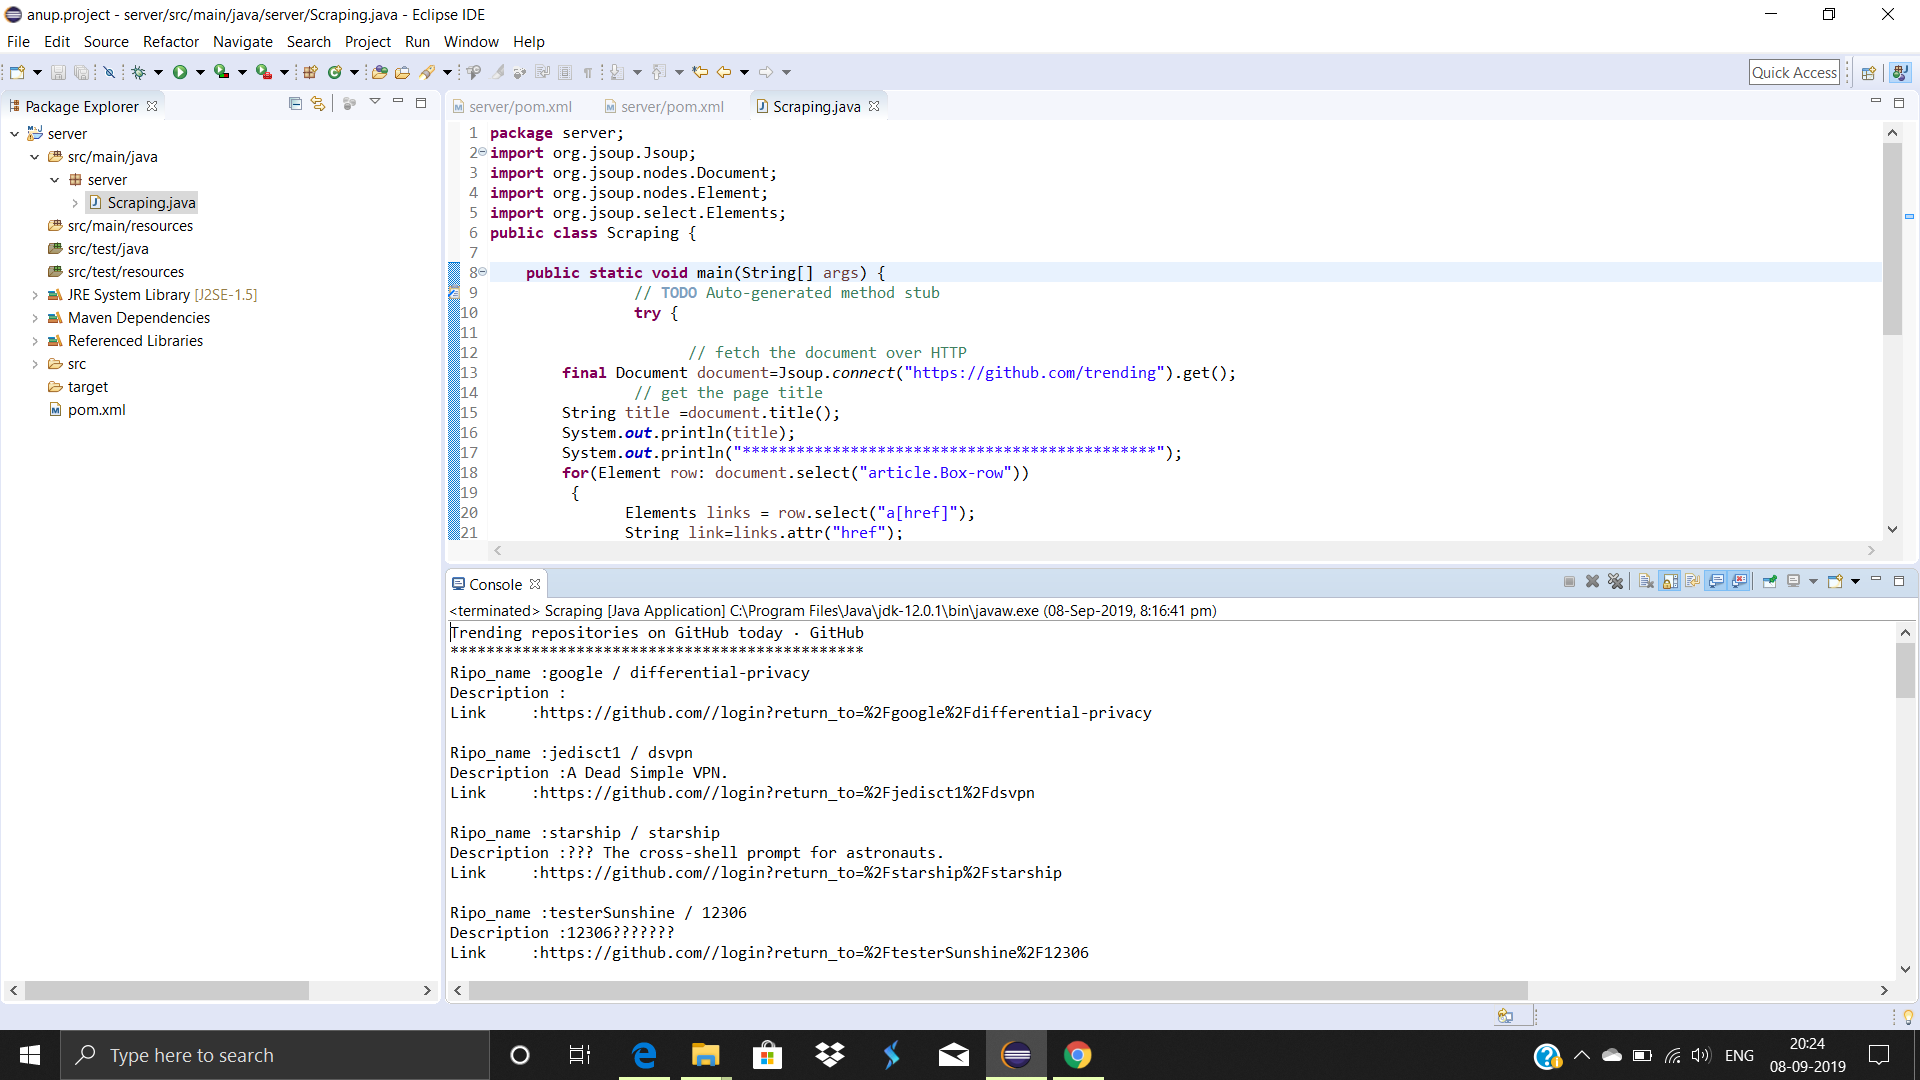 anup.project - server/src/main/java/server/Scraping.java - Eclipse IDE
File Edit Source Refactor Navigate Search Project Run Window Help
Quick Access
Package Explorer
server
src/main/java
server
Scraping.java
src/main/resources
src/test/java
src/test/resources
JRE System Library [J2SE-1.5]
Maven Dependencies
Referenced Libraries
src
target
pom.xml
server/pom.xml server/pom.xml Scraping.java
1 package server;
2 import org.jsoup.Jsoup;
3 import org.jsoup.nodes.Document;
4 import org.jsoup.nodes.Element;
5 import org.jsoup.select.Elements;
6 public class Scraping {
7
8 public static void main(String[] args) {
9 // TODO Auto-generated method stub
10 try {
11
12 // fetch the document over HTTP
13 final Document document=Jsoup.connect("https://github.com/trending").get();
14 // get the page title
15 String title =document.title();
16 System.out.println(title);
17 System.out.println("**********************************************");
18 for(Element row: document.select("article.Box-row"))
19 {
20 Elements links = row.select("a[href]");
21 String link=links.attr("href");
Console
<terminated> Scraping [Java Application] C:\Program Files\Java\jdk-12.0.1\bin\javaw.exe (08-Sep-2019, 8:16:41 pm)
Trending repositories on GitHub today · GitHub
**********************************************
Ripo_name :google / differential-privacy
Description :
Link :https://github.com//login?return_to=%2Fgoogle%2Fdifferential-privacy
Ripo_name :jedisct1 / dsvpn
Description :A Dead Simple VPN.
Link :https://github.com//login?return_to=%2Fjedisct1%2Fdsvpn
Ripo_name :starship / starship
Description :??? The cross-shell prompt for astronauts.
Link :https://github.com//login?return_to=%2Fstarship%2Fstarship
Ripo_name :testerSunshine / 12306
Description :12306???????
Link :https://github.com//login?return_to=%2FtesterSunshine%2F12306
Type here to search
ENG
20:24
08-09-2019